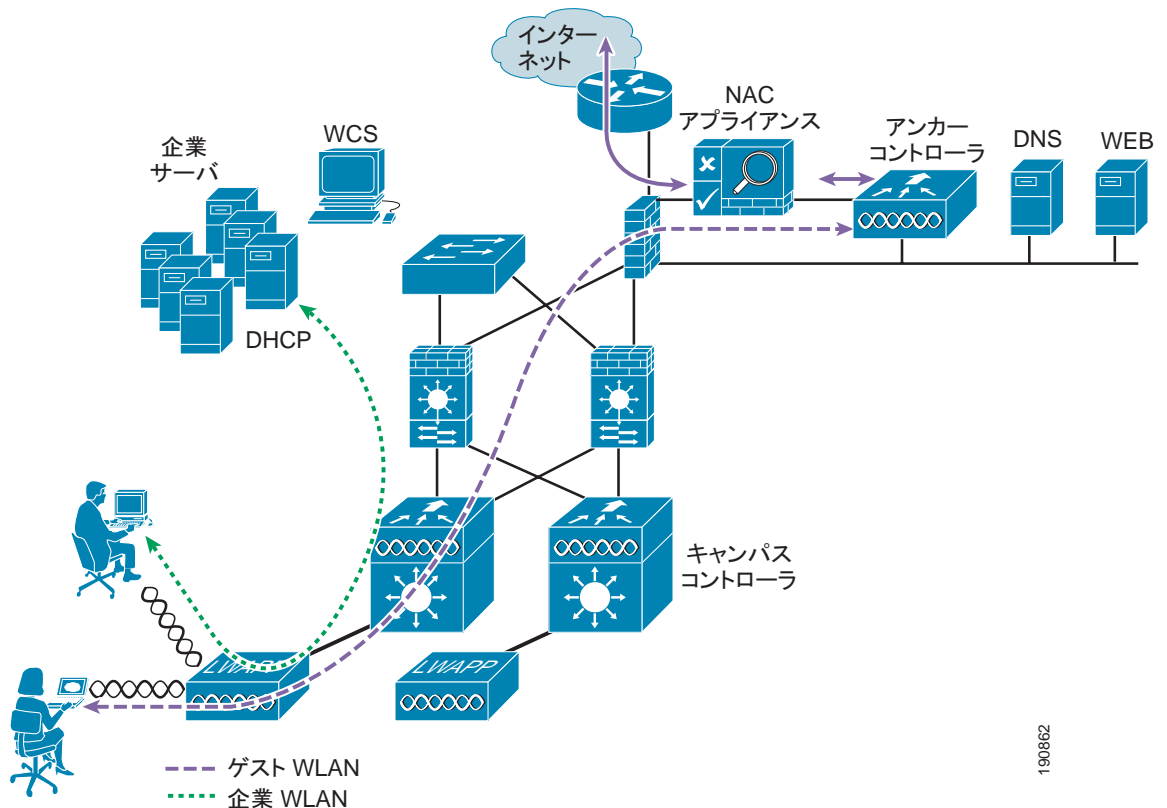 インター
ネット
NAC
アプライアンス
アンカー
コントローラ
DNS
WEB
WCS
企業
サーバ
DHCP
キャンパス
コントローラ
LWAPP
LWAPP
ゲスト WLAN
企業 WLAN
190862